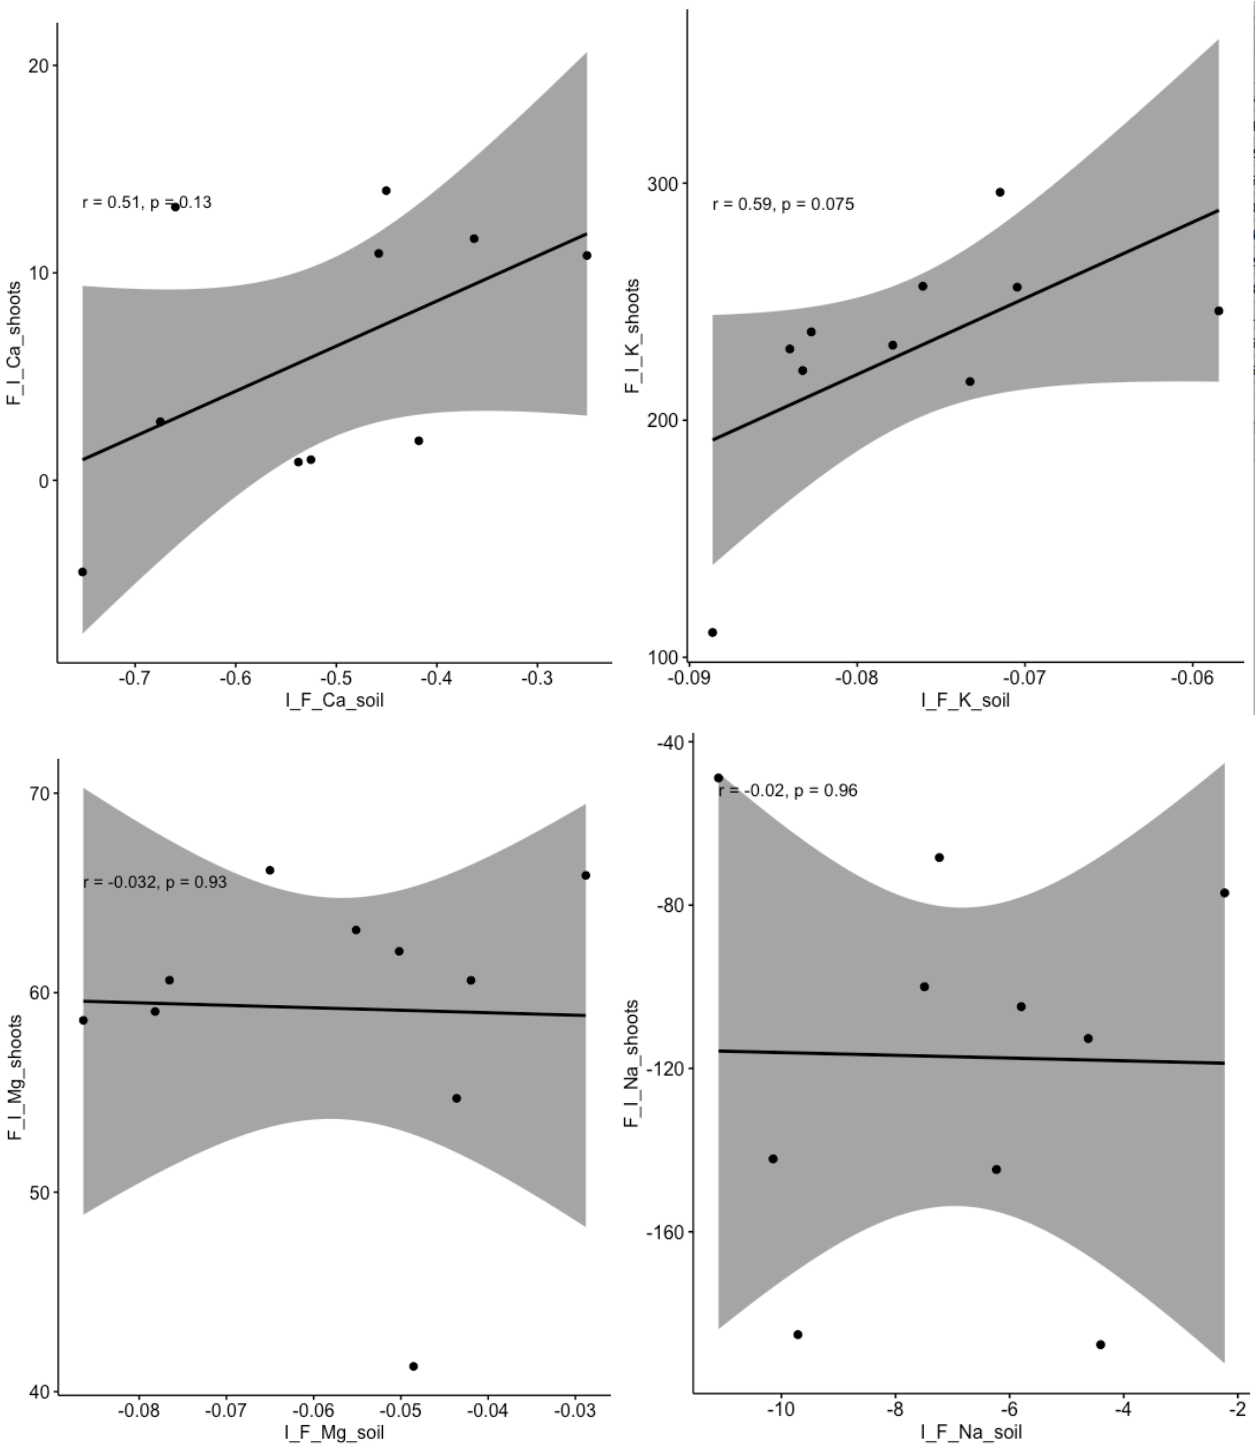 20
10
0
F_I_Ca_shoots
r = 0.51, p = 0.13
-0.7 -0.6 -0.5 -0.4 -0.3
I_F_Ca_soil
300
200
100
F_I_K_shoots
r = 0.59, p = 0.075
-0.09 -0.08 -0.07 -0.06
I_F_K_soil
70
60
50
40
F_I_Mg_shoots
r = -0.032, p = 0.93
-0.08 -0.07 -0.06 -0.05 -0.04 -0.03
I_F_Mg_soil
-40
-80
-120
-160
F_I_Na_shoots
r = -0.02, p = 0.96
-10 -8 -6 -4 -2
I_F_Na_soil